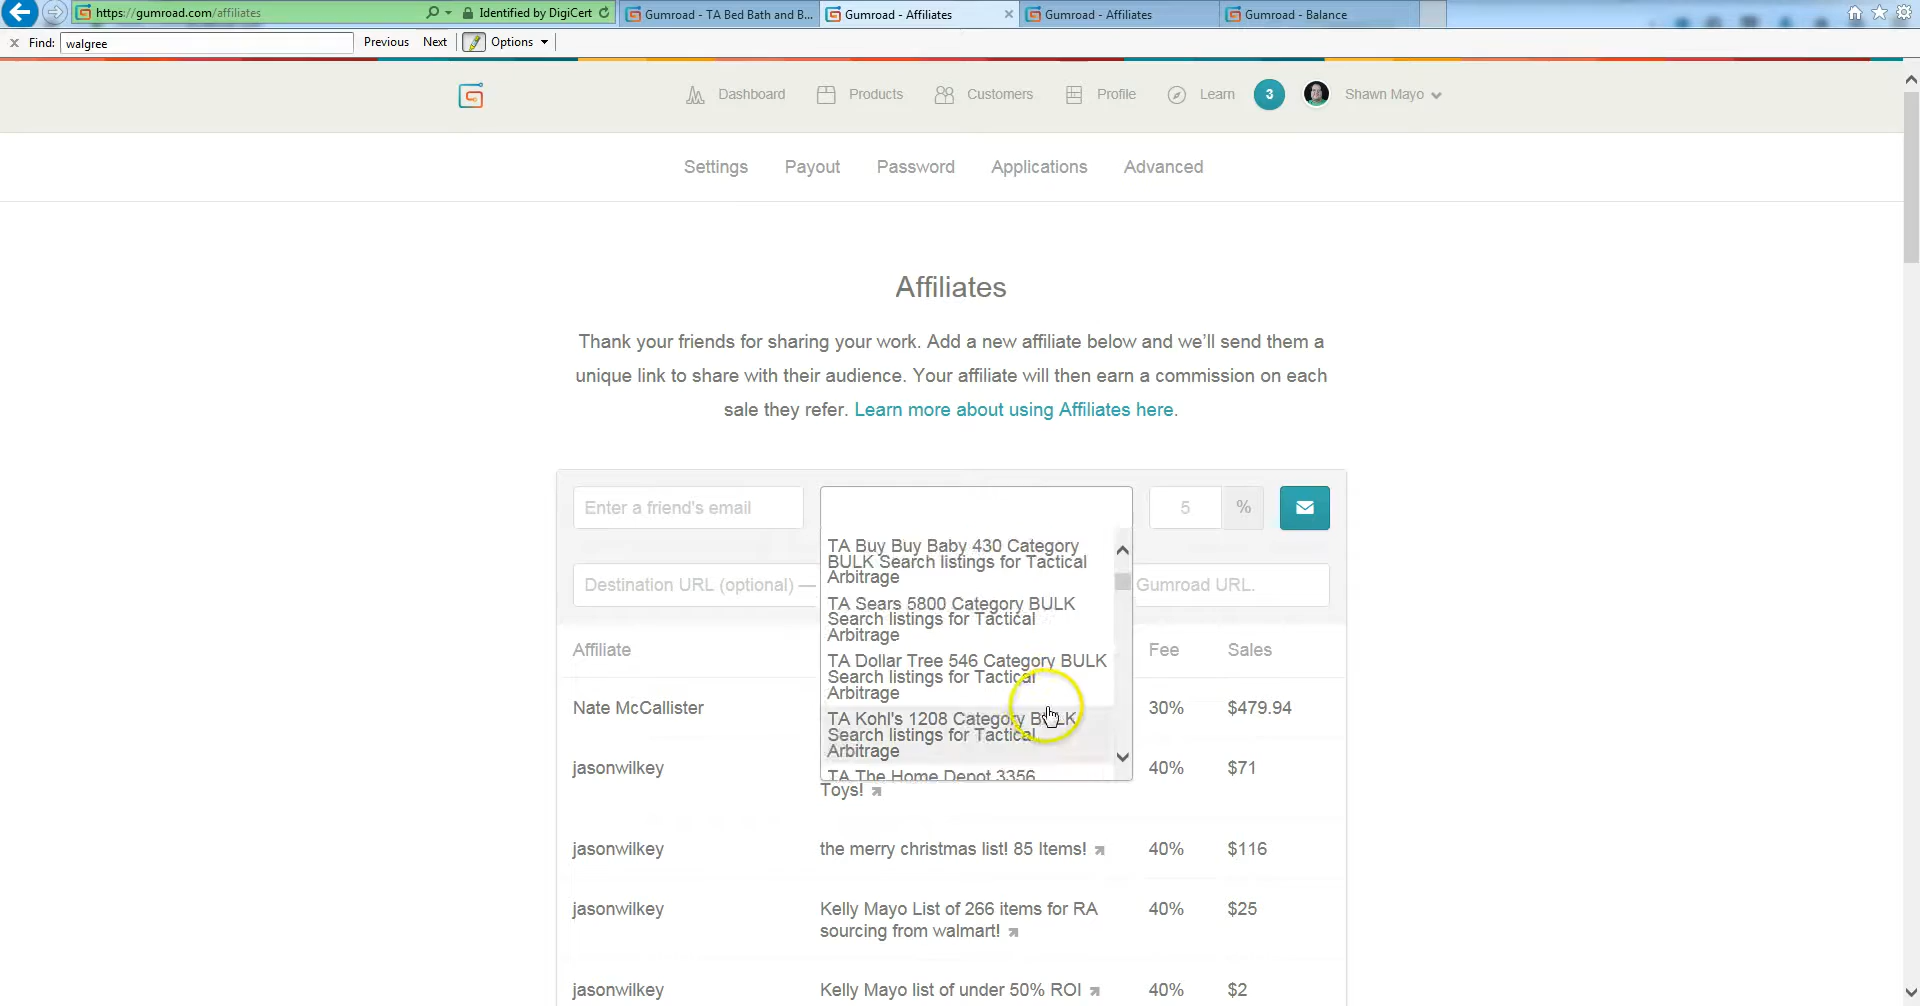 https://gumroad.com/affiliates
Identified by DigiCert
Gumroad - TA Bed Bath and B...
Gumroad - Affiliates
Gumroad - Affiliates
Gumroad - Balance
Find: walgree
Previous Next Options
Dashboard Products Customers Profile Learn 3 Shawn Mayo
Settings Payout Password Applications Advanced
Affiliates
Thank your friends for sharing your work. Add a new affiliate below and we'll send them a
unique link to share with their audience. Your affiliate will then earn a commission on each
sale they refer. Learn more about using Affiliates here.
Enter a friend's email 5 %
TA Buy Buy Baby 430 Category
BULK Search listings for Tactical
Arbitrage
Destination URL (optional) — Gumroad URL.
TA Sears 5800 Category BULK
Search listings for Tactical
Arbitrage
Affiliate Fee Sales
TA Dollar Tree 546 Category BULK
Search listings for Tactical
Arbitrage
Nate McCallister 30% $479.94
TA Kohl's 1208 Category BULK
Search listings for Tactical
Arbitrage
TA The Home Depot 3356
jasonwilkey Toys! 40% $71
jasonwilkey the merry christmas list! 85 Items! 40% $116
jasonwilkey Kelly Mayo List of 266 items for RA 40% $25
sourcing from walmart!
jasonwilkey Kelly Mayo list of under 50% ROI 40% $2